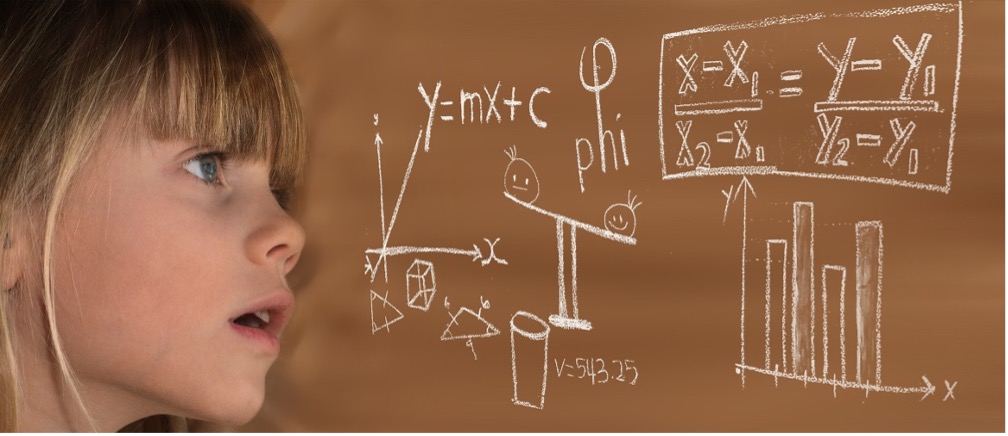 y
Y=mX+C
φ
phi
X-X₁ = Y-Y₁
X₂-X₁ Y₂-Y₁
X
Y
V=543.25
X